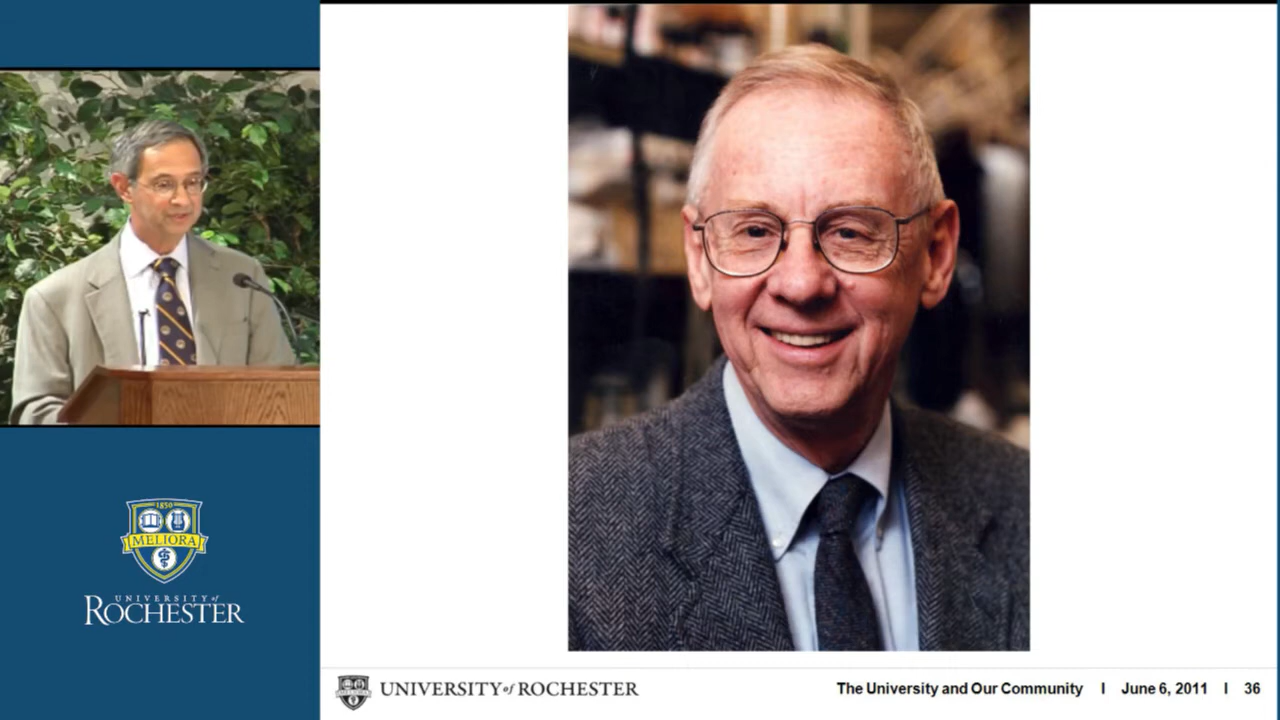 1850
MELIORA
UNIVERSITY of
ROCHESTER
UNIVERSITY of ROCHESTER
The University and Our Community I June 6, 2011 I 36